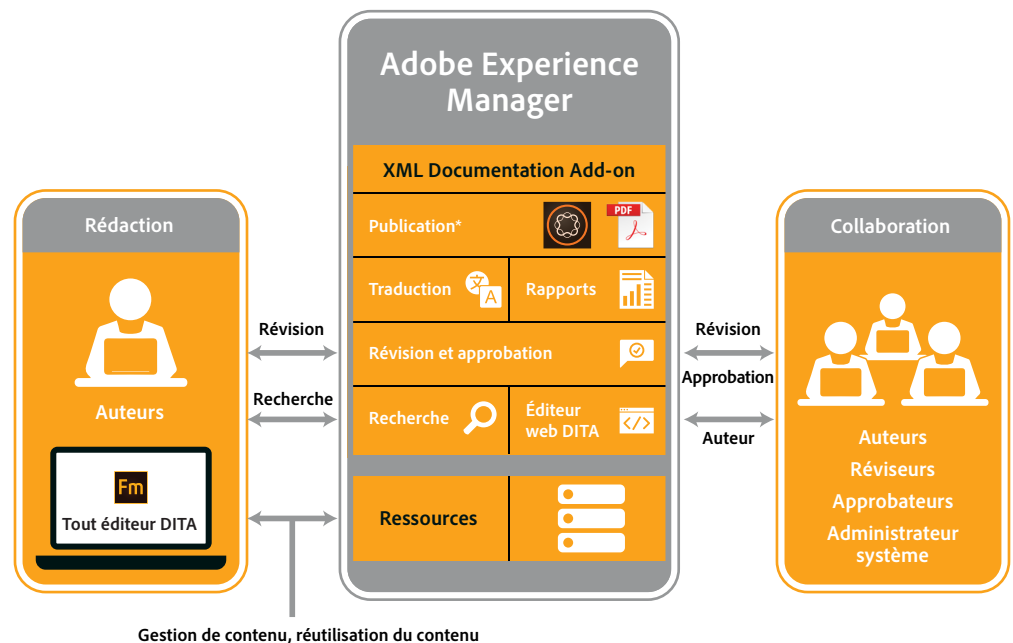 Adobe Experience
Manager
XML Documentation Add-on
Publication*
PDF
Traduction
文
A
Rapports
Révision et approbation
Recherche
Éditeur
web DITA
</>
Ressources
Rédaction
Auteurs
Fm
Tout éditeur DITA
Révision
Recherche
Gestion de contenu, réutilisation du contenu
Révision
Approbation
Auteur
Collaboration
Auteurs
Réviseurs
Approbateurs
Administrateur
système